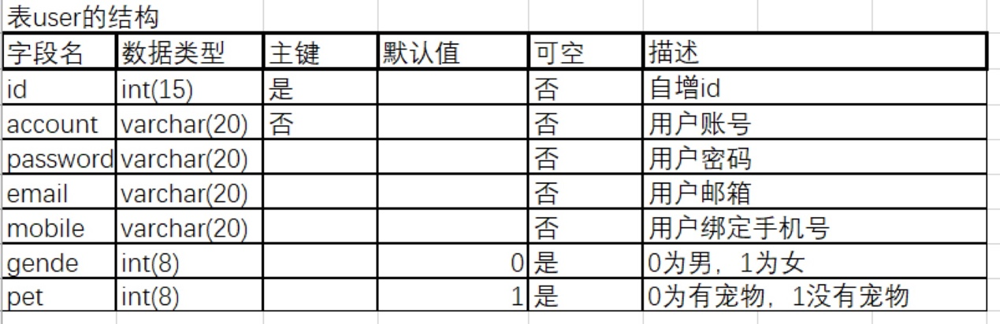 表user的结构
字段名 数据类型 主键 默认值 可空 描述
id int(15) 是 否 自增id
account varchar(20) 否 否 用户账号
password varchar(20) 否 用户密码
email varchar(20) 否 用户邮箱
mobile varchar(20) 否 用户绑定手机号
gende int(8) 0 是 0为男，1为女
pet int(8) 1 是 0为有宠物，1没有宠物